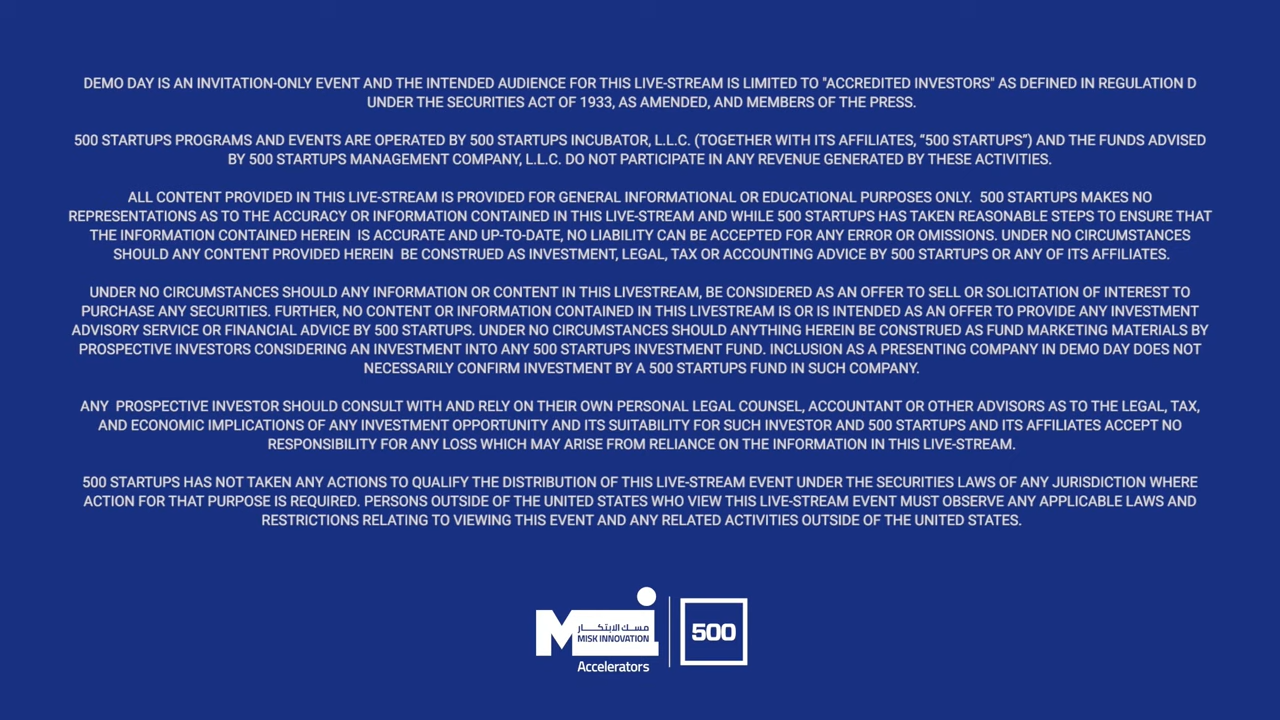 DEMO DAY IS AN INVITATION-ONLY EVENT AND THE INTENDED AUDIENCE FOR THIS LIVE-STREAM IS LIMITED TO "ACCREDITED INVESTORS" AS DEFINED IN REGULATION D
UNDER THE SECURITIES ACT OF 1933, AS AMENDED, AND MEMBERS OF THE PRESS.
500 STARTUPS PROGRAMS AND EVENTS ARE OPERATED BY 500 STARTUPS INCUBATOR, L.L.C. (TOGETHER WITH ITS AFFILIATES, “500 STARTUPS”) AND THE FUNDS ADVISED
BY 500 STARTUPS MANAGEMENT COMPANY, L.L.C. DO NOT PARTICIPATE IN ANY REVENUE GENERATED BY THESE ACTIVITIES.
ALL CONTENT PROVIDED IN THIS LIVE-STREAM IS PROVIDED FOR GENERAL INFORMATIONAL OR EDUCATIONAL PURPOSES ONLY.  500 STARTUPS MAKES NO
REPRESENTATIONS AS TO THE ACCURACY OR INFORMATION CONTAINED IN THIS LIVE-STREAM AND WHILE 500 STARTUPS HAS TAKEN REASONABLE STEPS TO ENSURE THAT
THE INFORMATION CONTAINED HEREIN  IS ACCURATE AND UP-TO-DATE, NO LIABILITY CAN BE ACCEPTED FOR ANY ERROR OR OMISSIONS. UNDER NO CIRCUMSTANCES
SHOULD ANY CONTENT PROVIDED HEREIN  BE CONSTRUED AS INVESTMENT, LEGAL, TAX OR ACCOUNTING ADVICE BY 500 STARTUPS OR ANY OF ITS AFFILIATES.
UNDER NO CIRCUMSTANCES SHOULD ANY INFORMATION OR CONTENT IN THIS LIVESTREAM, BE CONSIDERED AS AN OFFER TO SELL OR SOLICITATION OF INTEREST TO
PURCHASE ANY SECURITIES. FURTHER, NO CONTENT OR INFORMATION CONTAINED IN THIS LIVESTREAM IS OR IS INTENDED AS AN OFFER TO PROVIDE ANY INVESTMENT
ADVISORY SERVICE OR FINANCIAL ADVICE BY 500 STARTUPS. UNDER NO CIRCUMSTANCES SHOULD ANYTHING HEREIN BE CONSTRUED AS FUND MARKETING MATERIALS BY
PROSPECTIVE INVESTORS CONSIDERING AN INVESTMENT INTO ANY 500 STARTUPS INVESTMENT FUND. INCLUSION AS A PRESENTING COMPANY IN DEMO DAY DOES NOT
NECESSARILY CONFIRM INVESTMENT BY A 500 STARTUPS FUND IN SUCH COMPANY.
ANY  PROSPECTIVE INVESTOR SHOULD CONSULT WITH AND RELY ON THEIR OWN PERSONAL LEGAL COUNSEL, ACCOUNTANT OR OTHER ADVISORS AS TO THE LEGAL, TAX,
AND ECONOMIC IMPLICATIONS OF ANY INVESTMENT OPPORTUNITY AND ITS SUITABILITY FOR SUCH INVESTOR AND 500 STARTUPS AND ITS AFFILIATES ACCEPT NO
RESPONSIBILITY FOR ANY LOSS WHICH MAY ARISE FROM RELIANCE ON THE INFORMATION IN THIS LIVE-STREAM.
500 STARTUPS HAS NOT TAKEN ANY ACTIONS TO QUALIFY THE DISTRIBUTION OF THIS LIVE-STREAM EVENT UNDER THE SECURITIES LAWS OF ANY JURISDICTION WHERE
ACTION FOR THAT PURPOSE IS REQUIRED. PERSONS OUTSIDE OF THE UNITED STATES WHO VIEW THIS LIVE-STREAM EVENT MUST OBSERVE ANY APPLICABLE LAWS AND
RESTRICTIONS RELATING TO VIEWING THIS EVENT AND ANY RELATED ACTIVITIES OUTSIDE OF THE UNITED STATES.
مسك الابتكار
MISK INNOVATION
Accelerators
500